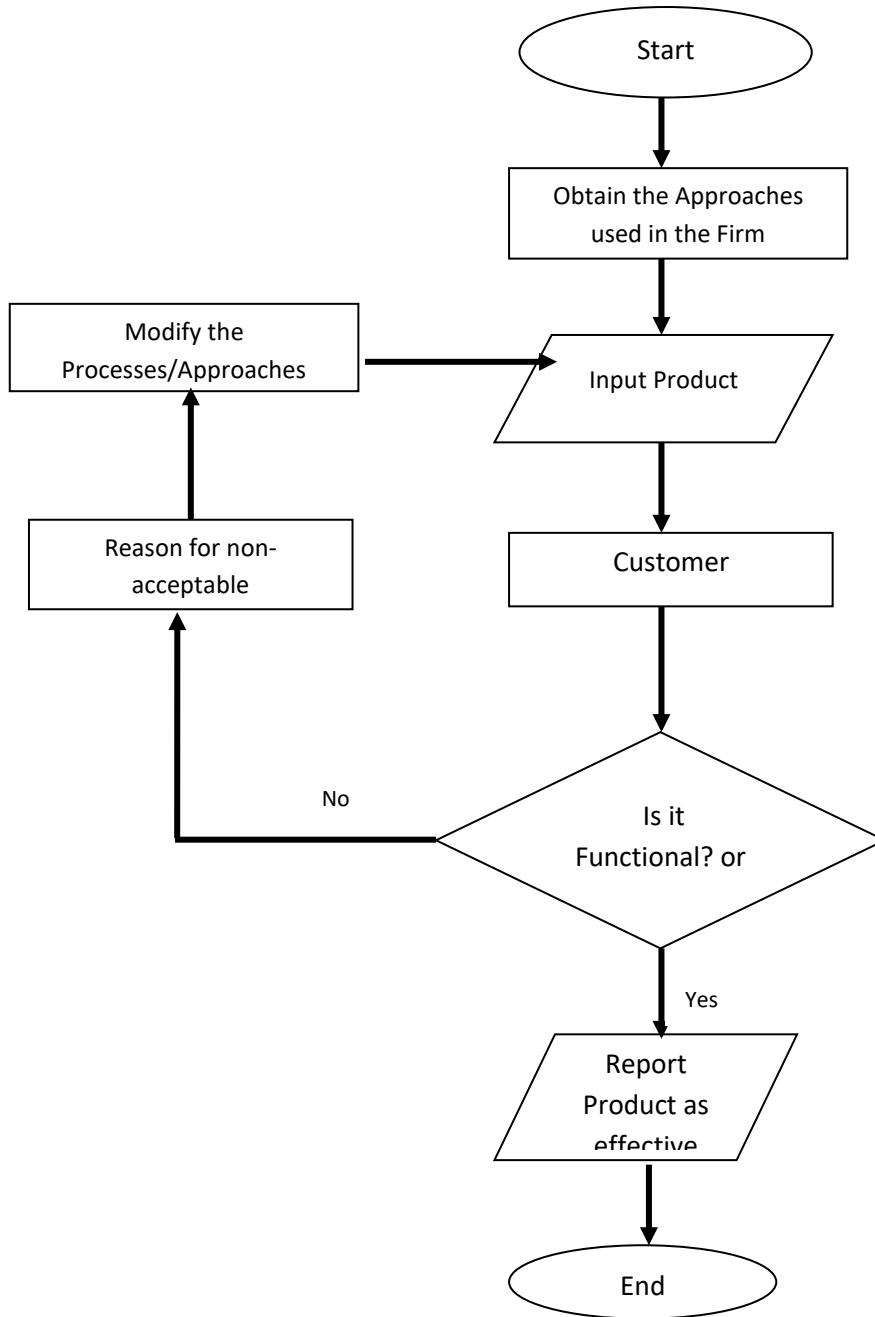 Start
Obtain the Approaches
used in the Firm
Modify the
Processes/Approaches
Input Product
Reason for non-
acceptable
Customer
No
Is it
Functional? or
Yes
Report
Product as
effective
End